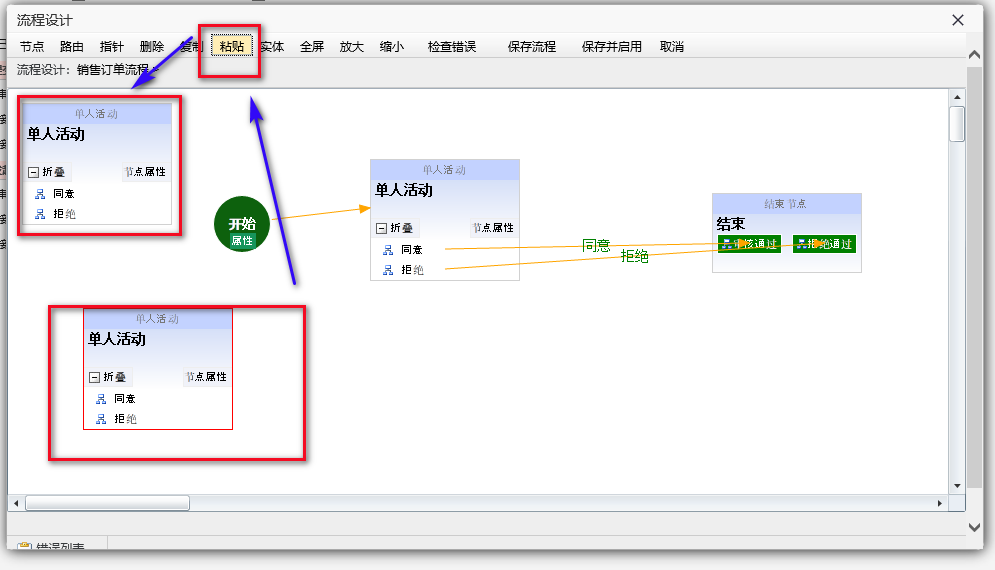 流程设计
节点 路由 指针 删除 复制 粘贴 实体 全屏 放大 缩小 检查错误 保存流程 保存并启用 取消
流程设计: 销售订单流程
单人活动
单人活动
折叠 节点属性
同意
拒绝
开始
属性
单人活动
单人活动
折叠 节点属性
同意
拒绝
同意
拒绝
结束 节点
结束
审核通过 拒绝通过
单人活动
单人活动
折叠 节点属性
同意
拒绝
错误列表